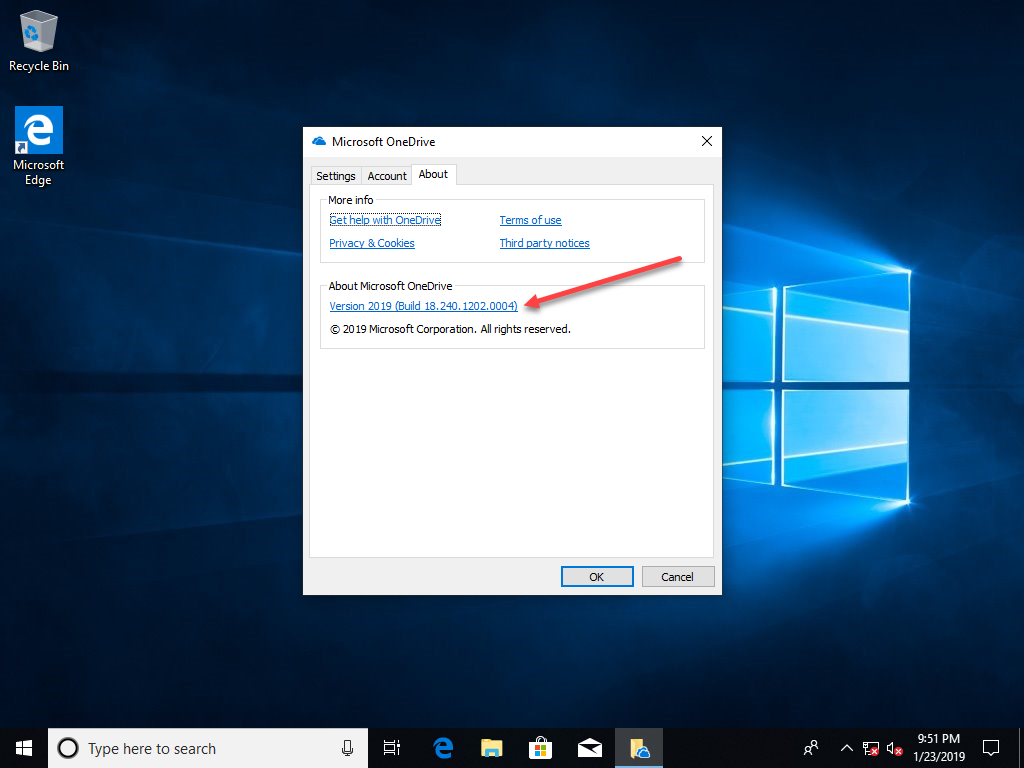 Recycle Bin
Microsoft
Edge
Microsoft OneDrive
Settings
Account
About
More info
Get help with OneDrive
Terms of use
Privacy & Cookies
Third party notices
About Microsoft OneDrive
Version 2019 (Build 18.240.1202.0004)
© 2019 Microsoft Corporation. All rights reserved.
OK
Cancel
Type here to search
9:51 PM
1/23/2019